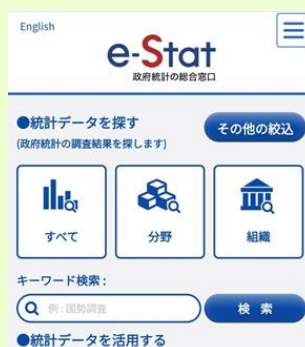 English
e-Stat
政府統計の総合窓口
●統計データを探す
その他の絞込
(政府統計の調査結果を探します)
すべて
分野
組織
キーワード検索：
例：国勢調査
検 索
●統計データを活用する